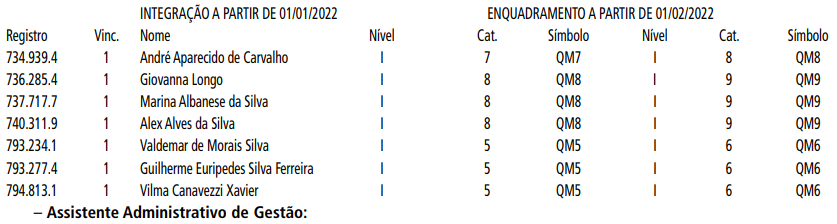 INTEGRAÇÃO A PARTIR DE 01/01/2022 ENQUADRAMENTO A PARTIR DE 01/02/2022
Registro Vinc. Nome Nível Cat. Símbolo Nível Cat. Símbolo
734.939.4 1 André Aparecido de Carvalho I 7 QM7 I 8 QM8
736.285.4 1 Giovanna Longo I 8 QM8 I 9 QM9
737.717.7 1 Marina Albanese da Silva I 8 QM8 I 9 QM9
740.311.9 1 Alex Alves da Silva I 8 QM8 I 9 QM9
793.234.1 1 Valdemar de Morais Silva I 5 QM5 I 6 QM6
793.277.4 1 Guilherme Euripedes Silva Ferreira I 5 QM5 I 6 QM6
794.813.1 1 Vilma Canavezzi Xavier I 5 QM5 I 6 QM6
– Assistente Administrativo de Gestão: